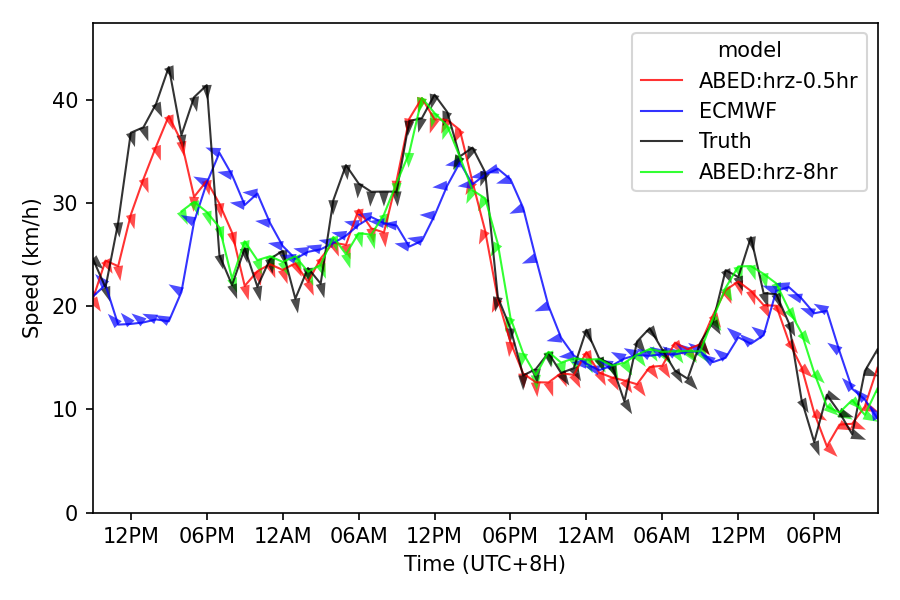 model
ABED:hrz-0.5hr
ECMWF
Truth
ABED:hrz-8hr
Speed (km/h)
40
30
20
10
0
12PM 06PM 12AM 06AM 12PM 06PM 12AM 06AM 12PM 06PM
Time (UTC+8H)